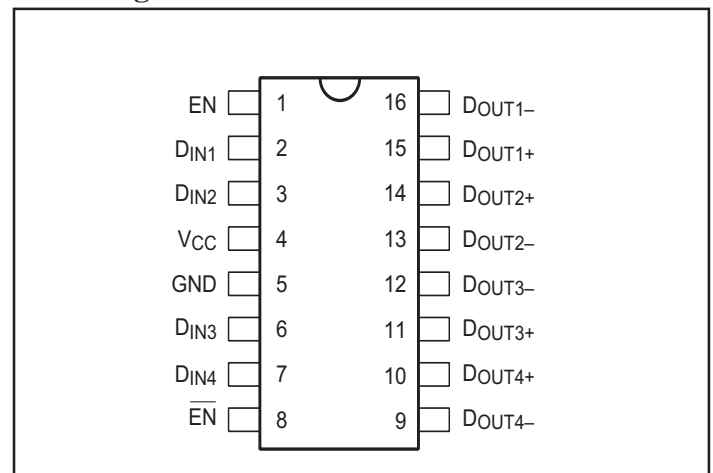 EN 1 16 DOUT1–
DIN1 2 15 DOUT1+
DIN2 3 14 DOUT2+
VCC 4 13 DOUT2–
GND 5 12 DOUT3–
DIN3 6 11 DOUT3+
DIN4 7 10 DOUT4+
E̅N̅ 8 9 DOUT4–